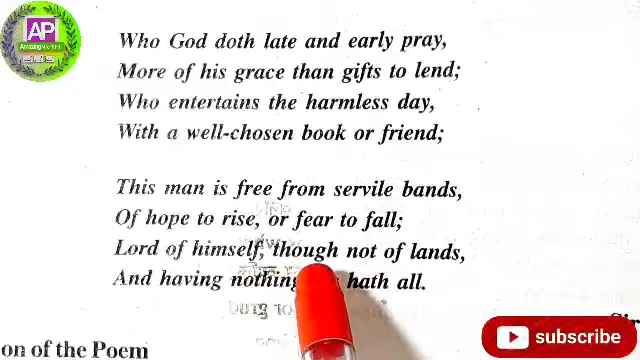 AP
Who God doth late and early pray,
More of his grace than gifts to lend;
Who entertains the harmless day,
With a well-chosen book or friend;
This man is free from servile bands,
Of hope to rise, or fear to fall;
Lord of himself, though not of lands,
And having nothing hath all.
Sir
on of the Poem
subscribe